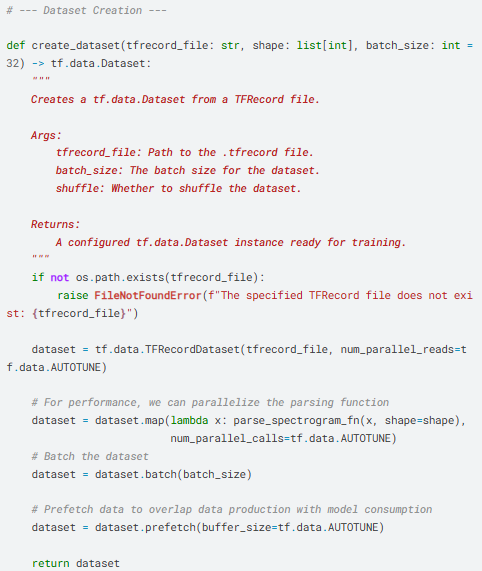 # --- Dataset Creation ---
def create_dataset(tfrecord_file: str, shape: list[int], batch_size: int =
32) -> tf.data.Dataset:
    """
    Creates a tf.data.Dataset from a TFRecord file.
    Args:
        tfrecord_file: Path to the .tfrecord file.
        batch_size: The batch size for the dataset.
        shuffle: Whether to shuffle the dataset.
    Returns:
        A configured tf.data.Dataset instance ready for training.
    """
    if not os.path.exists(tfrecord_file):
        raise FileNotFoundError(f"The specified TFRecord file does not exi
st: {tfrecord_file}")
    dataset = tf.data.TFRecordDataset(tfrecord_file, num_parallel_reads=t
f.data.AUTOTUNE)
    # For performance, we can parallelize the parsing function
    dataset = dataset.map(lambda x: parse_spectrogram_fn(x, shape=shape),
                          num_parallel_calls=tf.data.AUTOTUNE)
    # Batch the dataset
    dataset = dataset.batch(batch_size)
    # Prefetch data to overlap data production with model consumption
    dataset = dataset.prefetch(buffer_size=tf.data.AUTOTUNE)
    return dataset